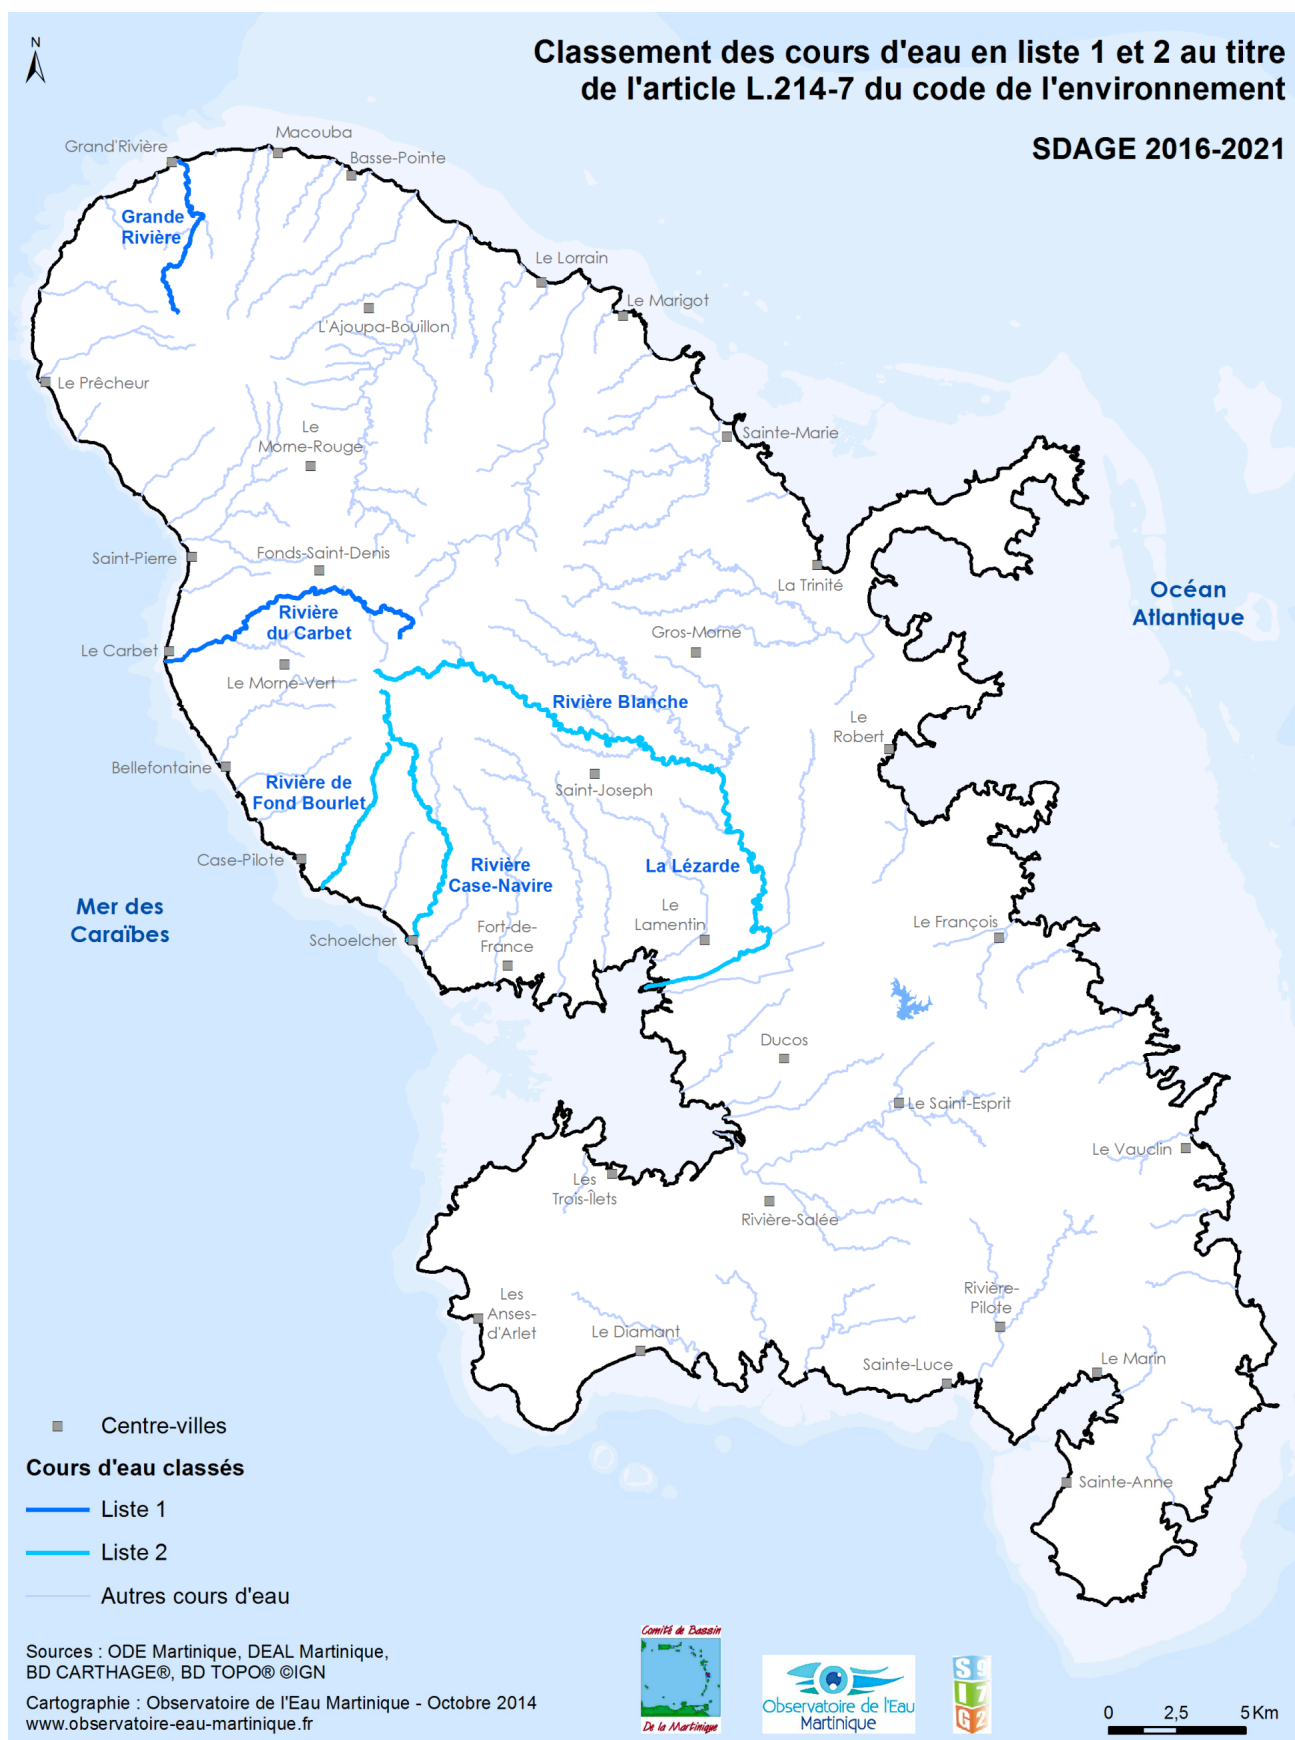 N
Classement des cours d'eau en liste 1 et 2 au titre
de l'article L.214-7 du code de l'environnement
SDAGE 2016-2021
Macouba
Grand'Rivière
Basse-Pointe
Grande
Rivière
Le Lorrain
Le Marigot
L'Ajoupa-Bouillon
Le Prêcheur
Le
Morne-Rouge
Sainte-Marie
Saint-Pierre
Fonds-Saint-Denis
La Trinité
Océan
Atlantique
Rivière
du Carbet
Gros-Morne
Le Carbet
Le Morne-Vert
Rivière Blanche
Le
Robert
Bellefontaine
Rivière de
Fond Bourlet
Saint-Joseph
Case-Pilote
Rivière
Case-Navire
La Lézarde
Mer des
Caraïbes
Le
Lamentin
Le François
Schoelcher
Fort-de-
France
Ducos
Le Saint-Esprit
Le Vauclin
Les
Trois-Îlets
Rivière-Salée
Rivière-
Pilote
Les
Anses-
d'Arlet
Le Diamant
Sainte-Luce
Le Marin
Sainte-Anne
Centre-villes
Cours d'eau classés
Liste 1
Liste 2
Autres cours d'eau
Sources : ODE Martinique, DEAL Martinique,
BD CARTHAGE®, BD TOPO® ©IGN
Cartographie : Observatoire de l'Eau Martinique - Octobre 2014
www.observatoire-eau-martinique.fr
Comité de Bassin
De la Martinique
Observatoire de l'Eau
Martinique
S 9
I 7
G 2
0 2,5 5 Km